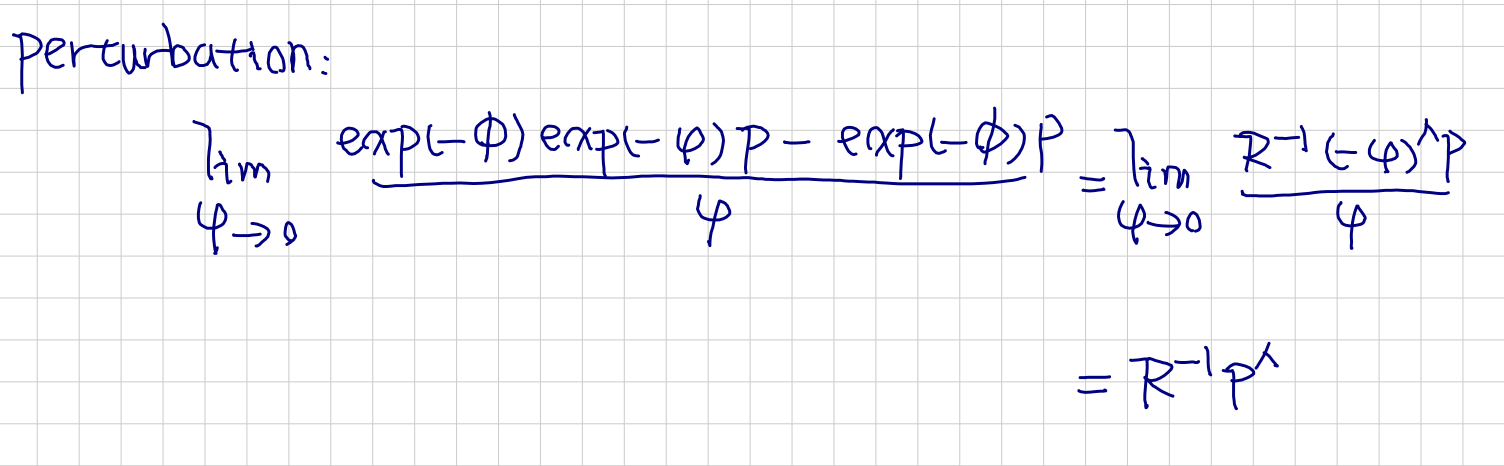 perturbation:
lim φ→0 (exp(-ϕ) exp(-φ) p - exp(-ϕ) p) / φ = lim φ→0 (R⁻¹ (-φ)^ p) / φ
= R⁻¹ p^